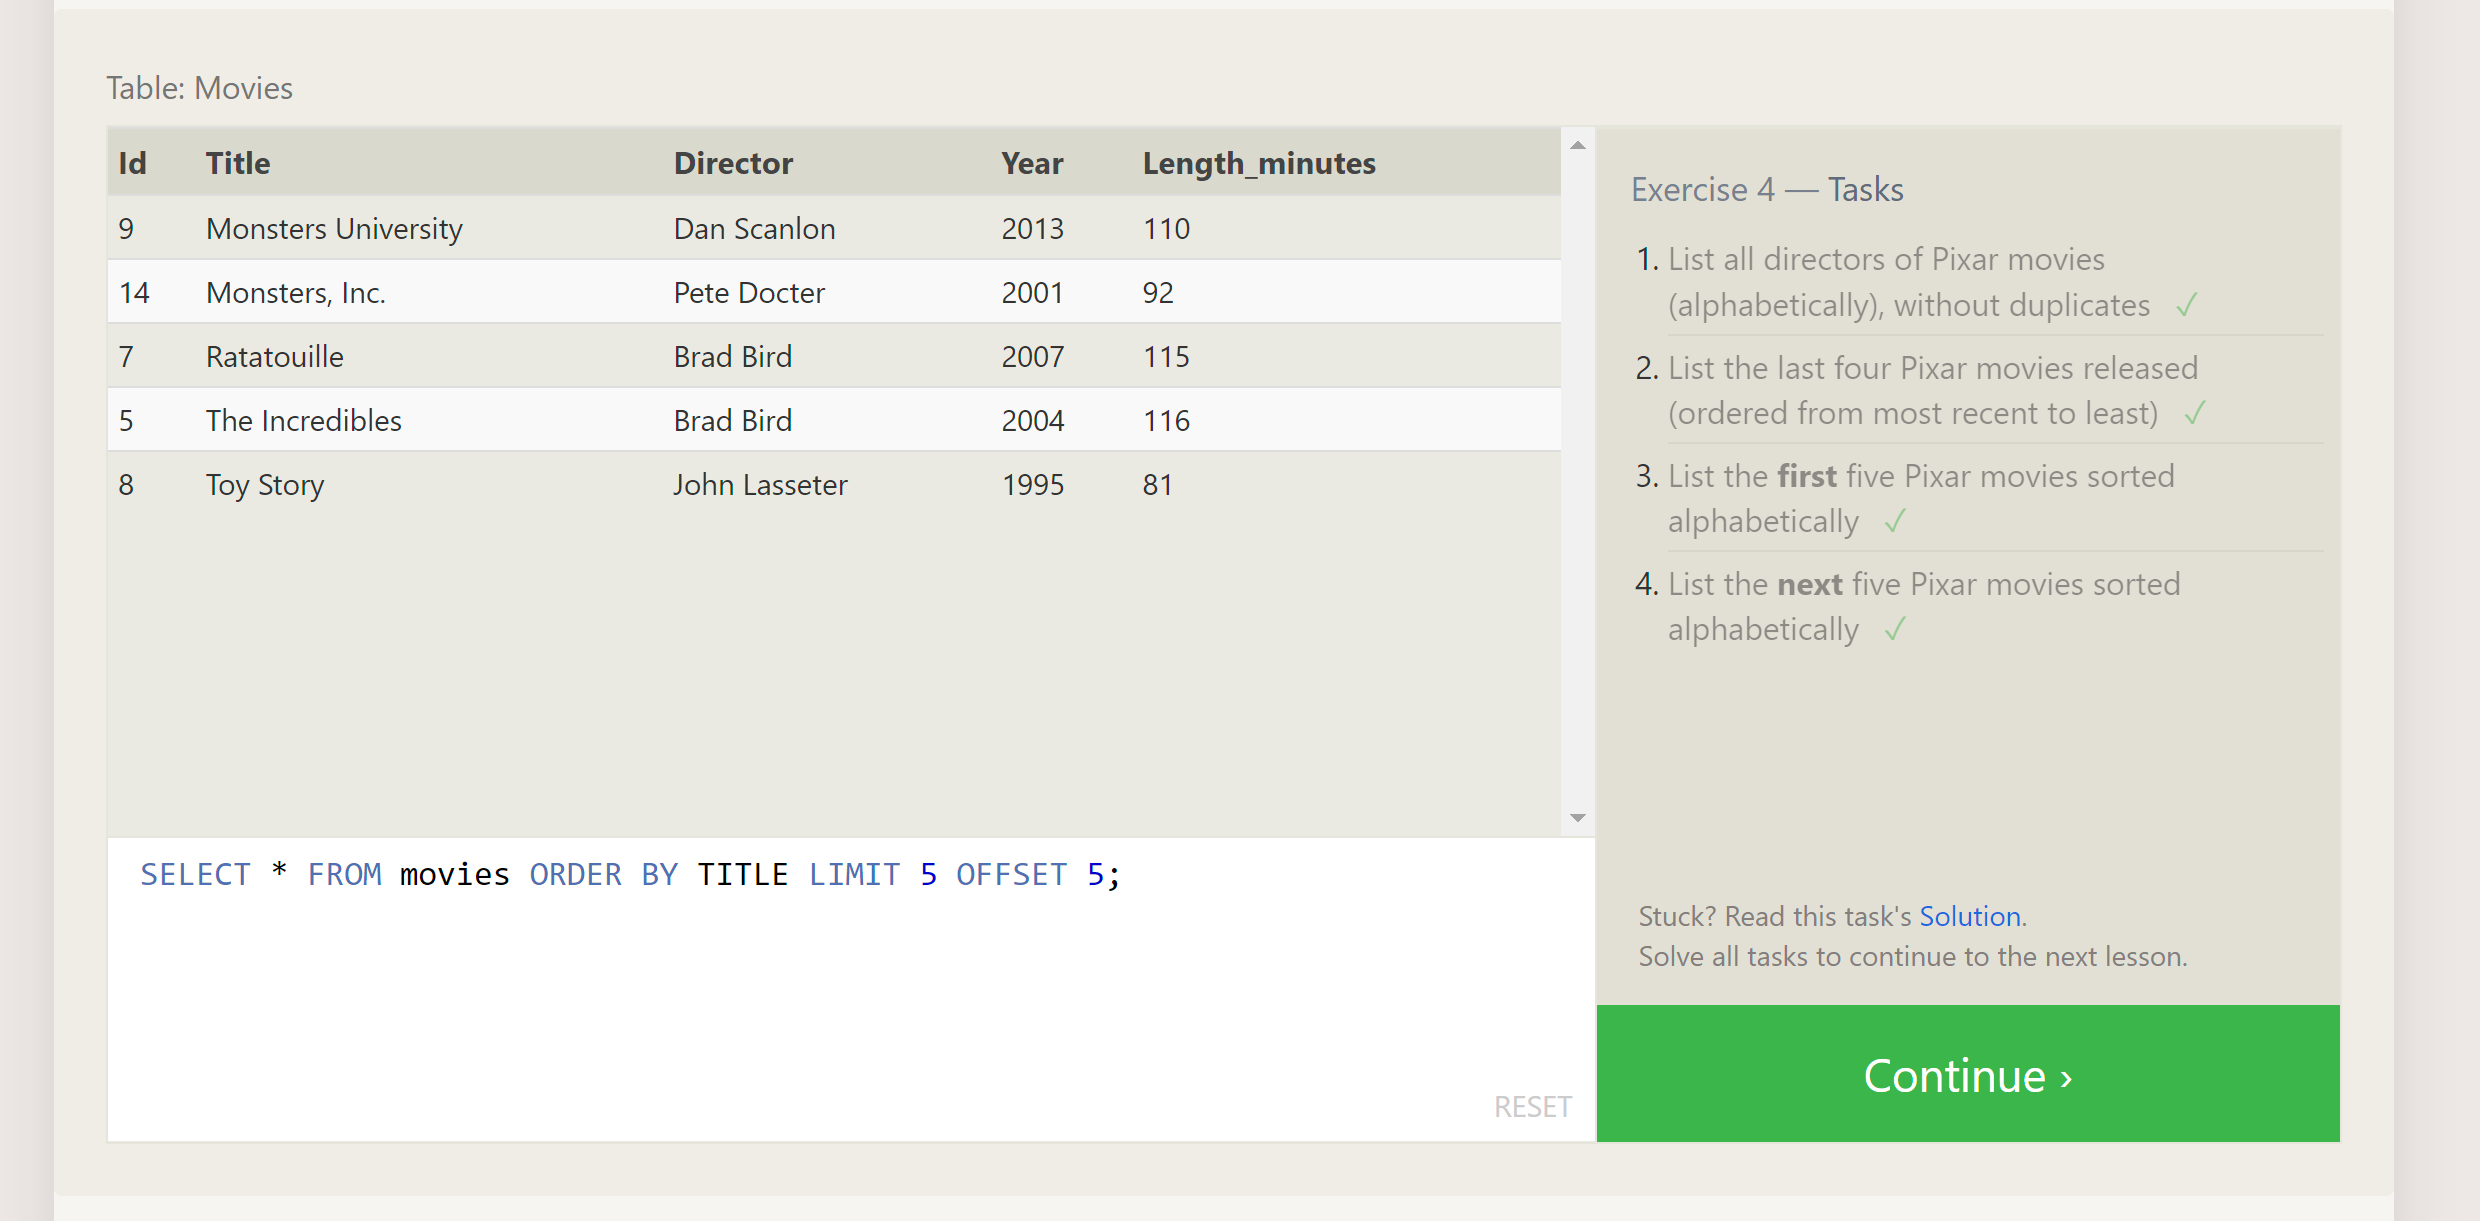 Table: Movies
Id Title Director Year Length_minutes
9 Monsters University Dan Scanlon 2013 110
14 Monsters, Inc. Pete Docter 2001 92
7 Ratatouille Brad Bird 2007 115
5 The Incredibles Brad Bird 2004 116
8 Toy Story John Lasseter 1995 81
SELECT * FROM movies ORDER BY TITLE LIMIT 5 OFFSET 5;
RESET
Exercise 4 — Tasks
1. List all directors of Pixar movies
(alphabetically), without duplicates ✓
2. List the last four Pixar movies released
(ordered from most recent to least) ✓
3. List the first five Pixar movies sorted
alphabetically ✓
4. List the next five Pixar movies sorted
alphabetically ✓
Stuck? Read this task's Solution.
Solve all tasks to continue to the next lesson.
Continue ›